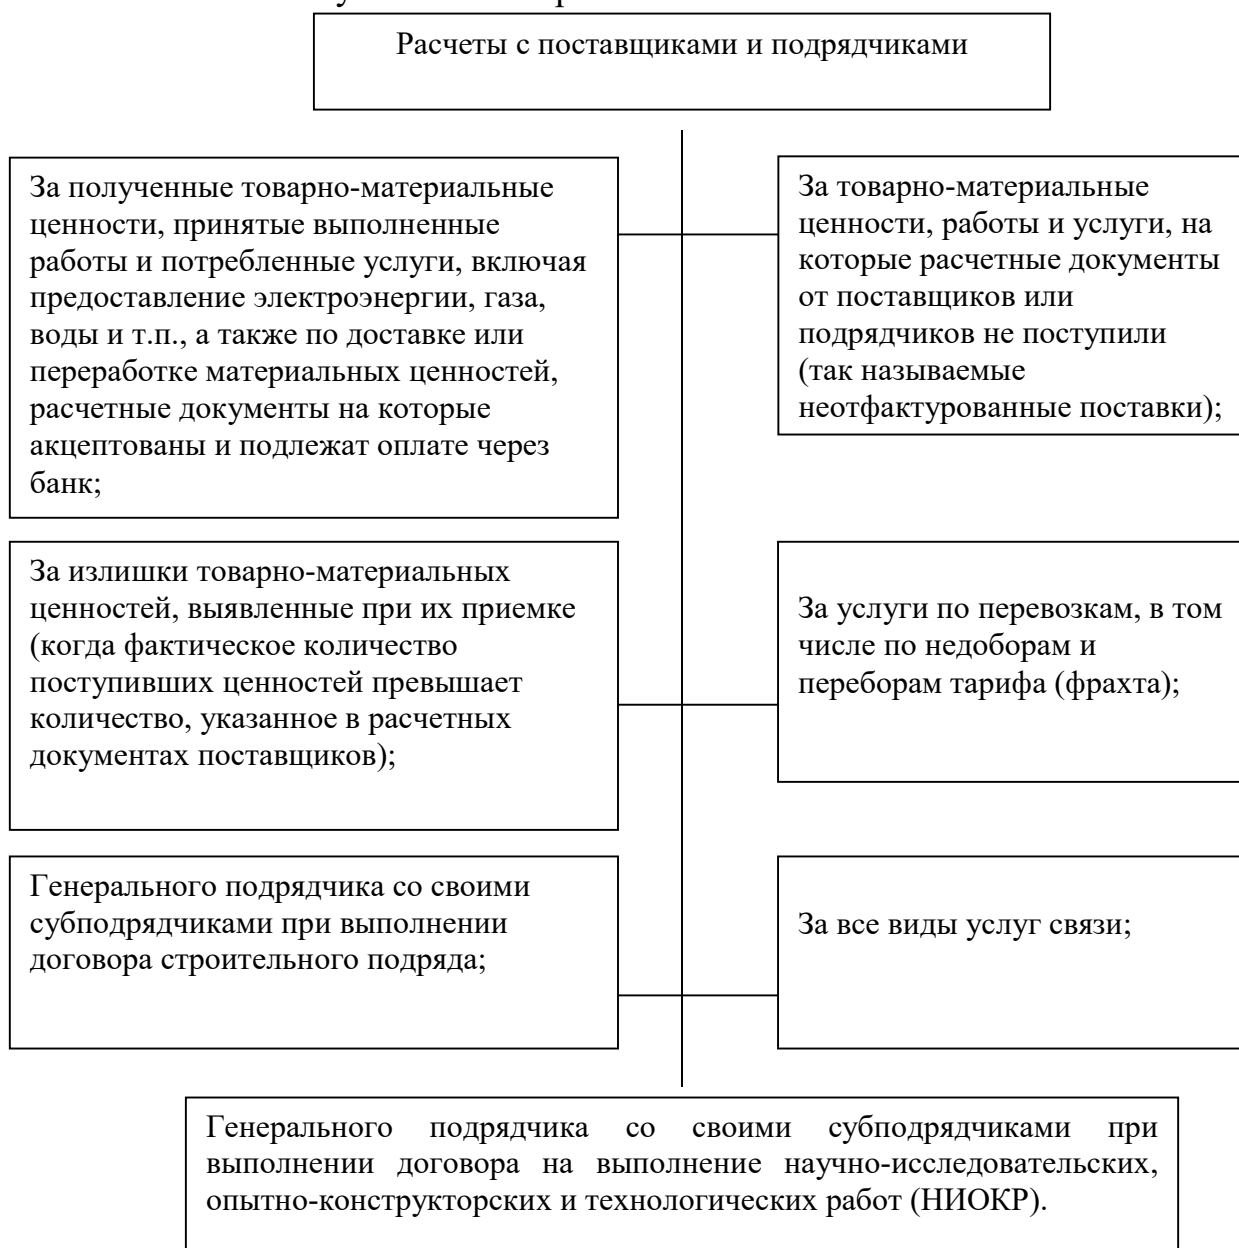 Расчеты с поставщиками и подрядчиками
За полученные товарно-материальные
ценности, принятые выполненные
работы и потребленные услуги, включая
предоставление электроэнергии, газа,
воды и т.п., а также по доставке или
переработке материальных ценностей,
расчетные документы на которые
акцептованы и подлежат оплате через
банк;
За товарно-материальные
ценности, работы и услуги, на
которые расчетные документы
от поставщиков или
подрядчиков не поступили
(так называемые
неотфактурованные поставки);
За излишки товарно-материальных
ценностей, выявленные при их приемке
(когда фактическое количество
поступивших ценностей превышает
количество, указанное в расчетных
документах поставщиков);
За услуги по перевозкам, в том
числе по недоборам и
переборам тарифа (фрахта);
Генерального подрядчика со своими
субподрядчиками при выполнении
договора строительного подряда;
За все виды услуг связи;
Генерального подрядчика со своими субподрядчиками при
выполнении договора на выполнение научно-исследовательских,
опытно-конструкторских и технологических работ (НИОКР).